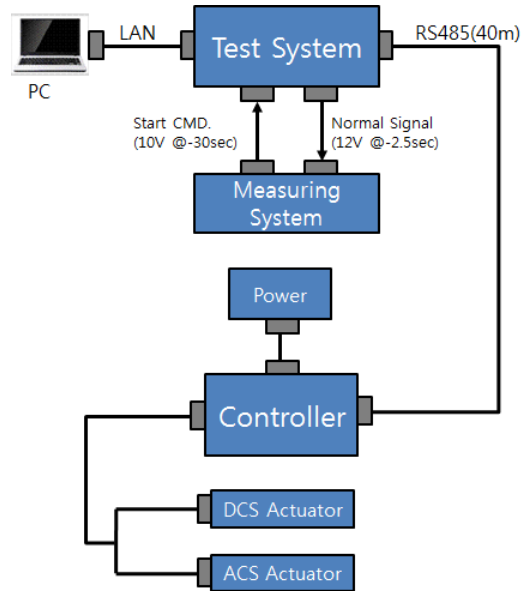 LAN
Test System
RS485(40m)
PC
Start CMD.
(10V @-30sec)
Normal Signal
(12V @-2.5sec)
Measuring
System
Power
Controller
DCS Actuator
ACS Actuator